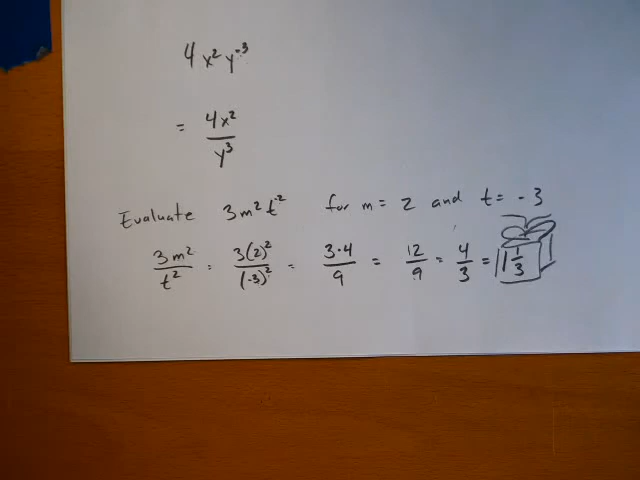 4x²y⁻³
= 4x²/y³
Evaluate 3m²t⁻² for m = 2 and t = -3
3m²/t² = 3(2)²/(-3)² = 3·4/9 = 12/9 = 4/3 = 1 1/3